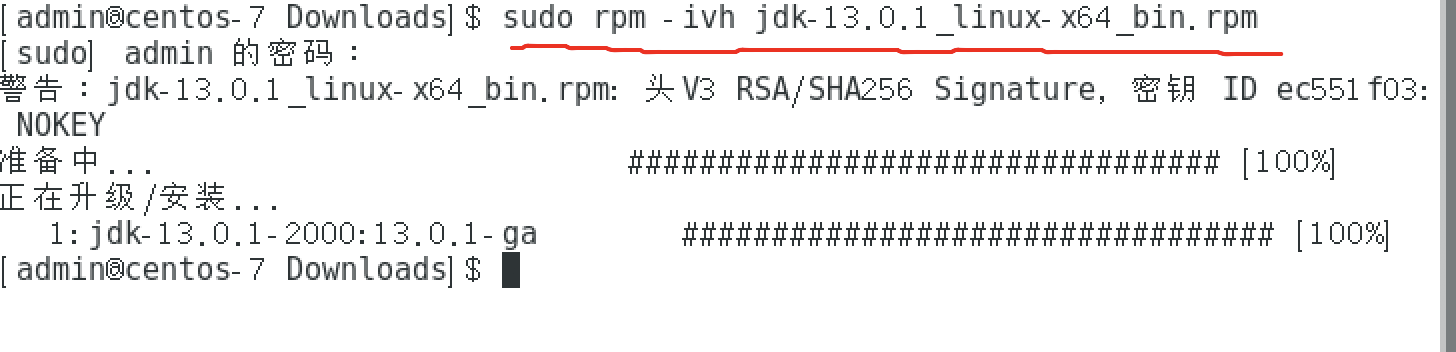 [admin@centos-7 Downloads]$ sudo rpm -ivh jdk-13.0.1_linux-x64_bin.rpm
[sudo] admin 的密码：
警告：jdk-13.0.1_linux-x64_bin.rpm: 头V3 RSA/SHA256 Signature, 密钥 ID ec551f03:
NOKEY
准备中... ################################# [100%]
正在升级/安装...
1:jdk-13.0.1-2000:13.0.1-ga ################################# [100%]
[admin@centos-7 Downloads]$